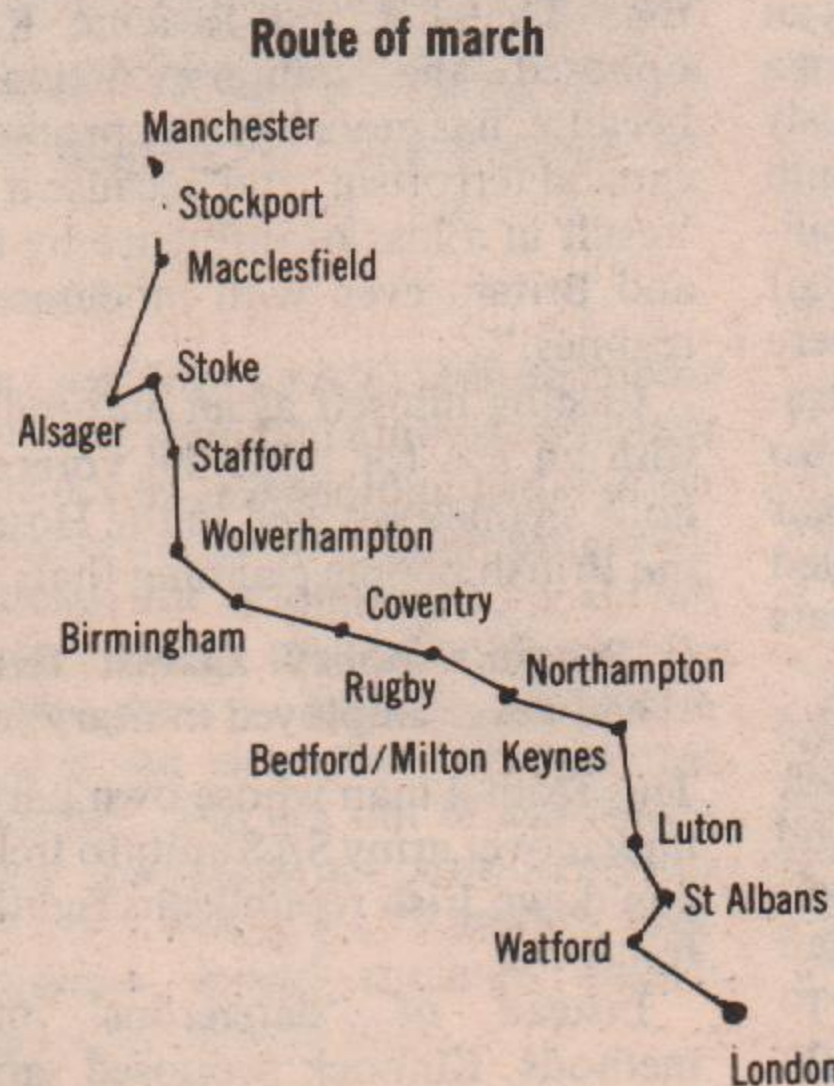 Route of march
Manchester
Stockport
Macclesfield
Stoke
Alsager
Stafford
Wolverhampton
Coventry
Birmingham
Northampton
Rugby
Bedford/Milton Keynes
Luton
St Albans
Watford
London